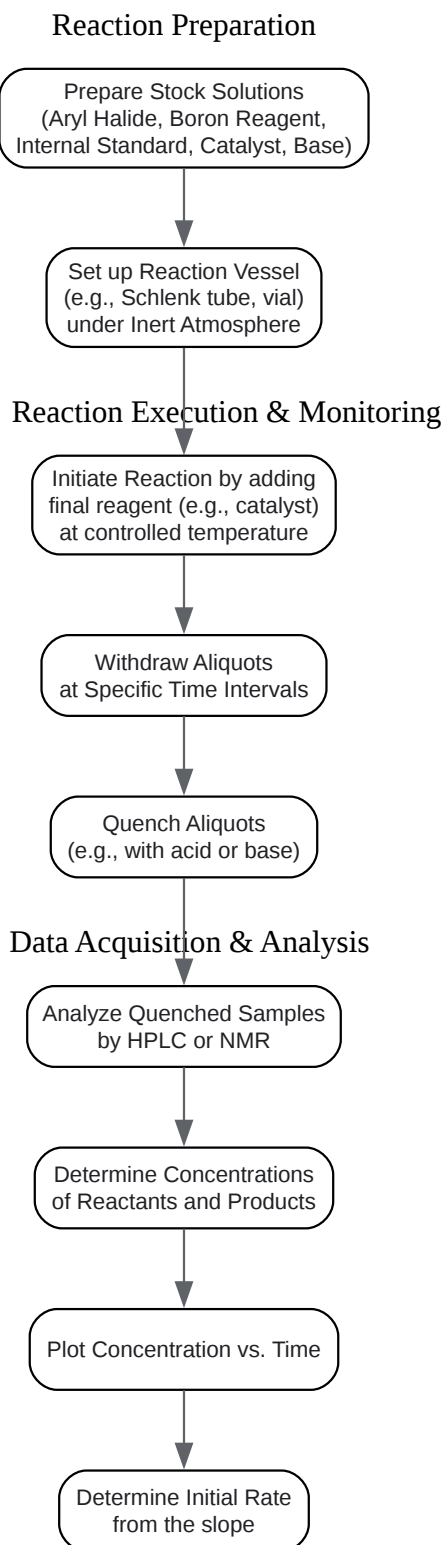 Reaction Preparation
Prepare Stock Solutions
(Aryl Halide, Boron Reagent,
Internal Standard, Catalyst, Base)
Set up Reaction Vessel
(e.g., Schlenk tube, vial)
under Inert Atmosphere
Reaction Execution & Monitoring
Initiate Reaction by adding
final reagent (e.g., catalyst)
at controlled temperature
Withdraw Aliquots
at Specific Time Intervals
Quench Aliquots
(e.g., with acid or base)
Data Acquisition & Analysis
Analyze Quenched Samples
by HPLC or NMR
Determine Concentrations
of Reactants and Products
Plot Concentration vs. Time
Determine Initial Rate
from the slope